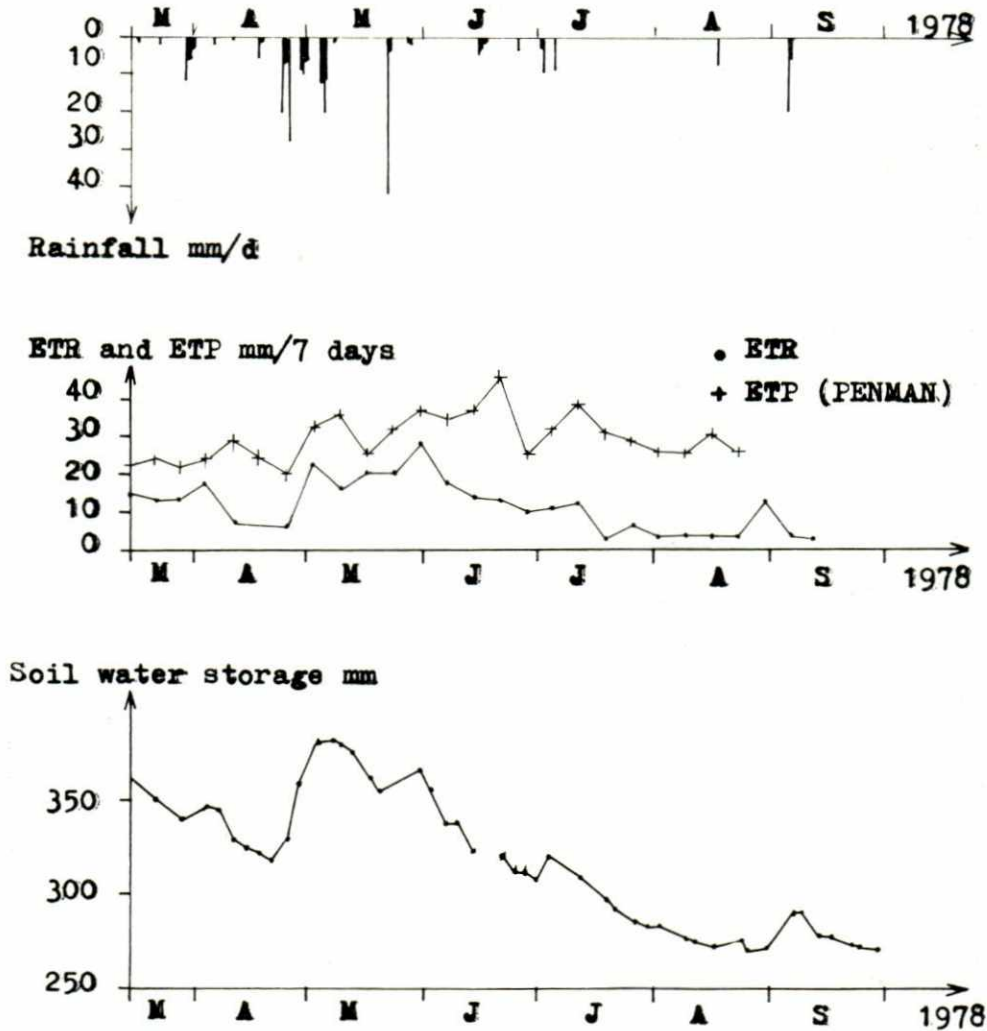 M A M J J A S 1978
0
10
20
30
40
Rainfall mm/d
ETR and ETP mm/7 days
• ETR
+ ETP (PENMAN)
40
30
20
10
0
M A M J J A S 1978
Soil water storage mm
350
300
250
M A M J J A S 1978